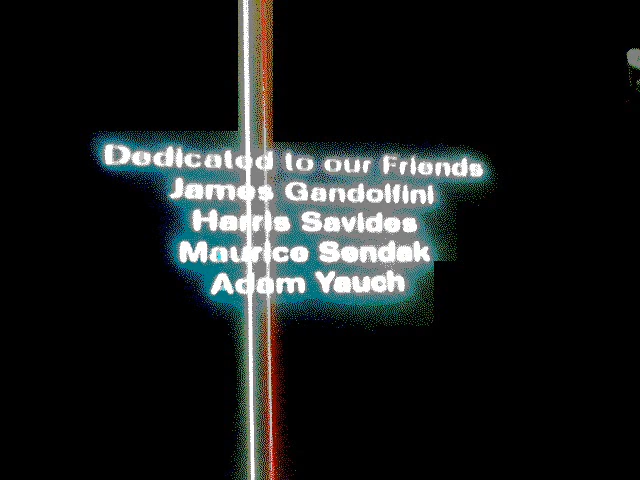 Dedicated to our Friends
James Gandolfini
Harris Savides
Maurice Sendak
Adam Yauch